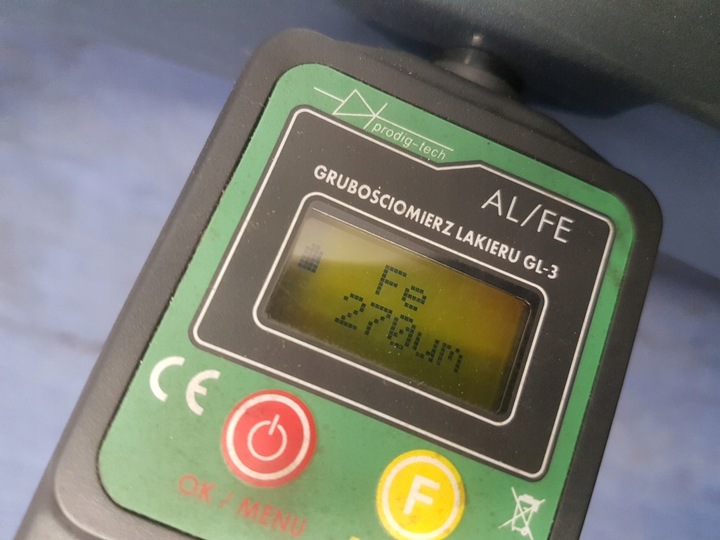 prodig-tech
AL/FE
GRUBOŚCIOMIERZ LAKIERU GL-3
Fe
270um
CE
F
OK / MENU